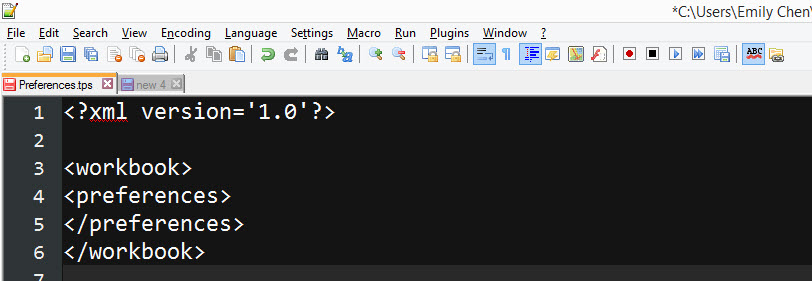 *C:\Users\Emily Chen\
File Edit Search View Encoding Language Settings Macro Run Plugins Window ?
ABC
Preferences.tps new 4
1 <?xml version='1.0'?>
2
3 <workbook>
4 <preferences>
5 </preferences>
6 </workbook>
7